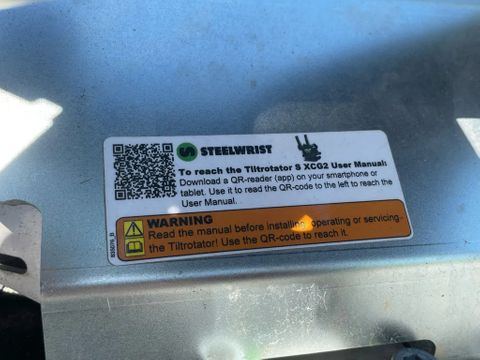 STEELWRIST
To reach the Tiltrotator S XCG2 User Manual:
Download a QR-reader (app) on your smartphone or
tablet. Use it to read the QR-code to the left to reach the
User Manual.
WARNING
Read the manual before installing, operating or servicing
the Tiltrotator! Use the QR-code to reach it.